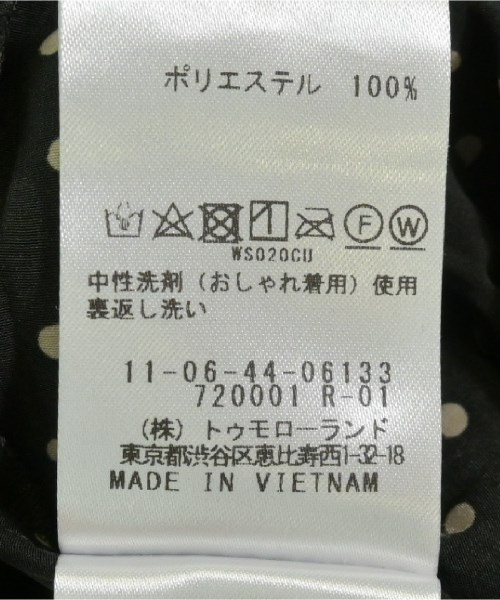 ポリエステル 100%
F W
WS020CU
中性洗剤（おしゃれ着用）使用
裏返し洗い
11-06-44-06133
720001 R-01
(株) トゥモローランド
東京都渋谷区恵比寿西1-32-18
MADE IN VIETNAM